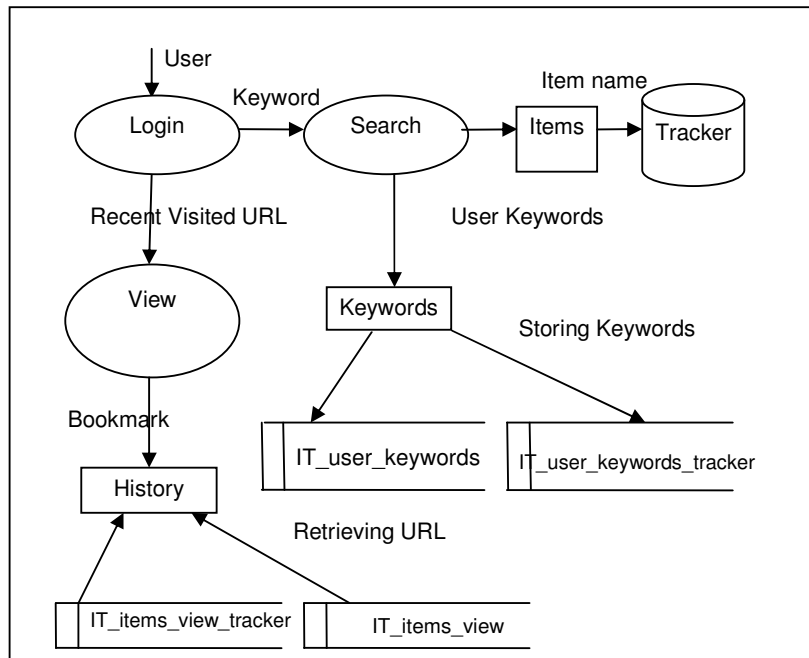 User
Keyword
Item name
Login
Search
Items
Tracker
Recent Visited URL
User Keywords
View
Keywords
Storing Keywords
Bookmark
IT_user_keywords
IT_user_keywords_tracker
History
Retrieving URL
IT_items_view_tracker
IT_items_view